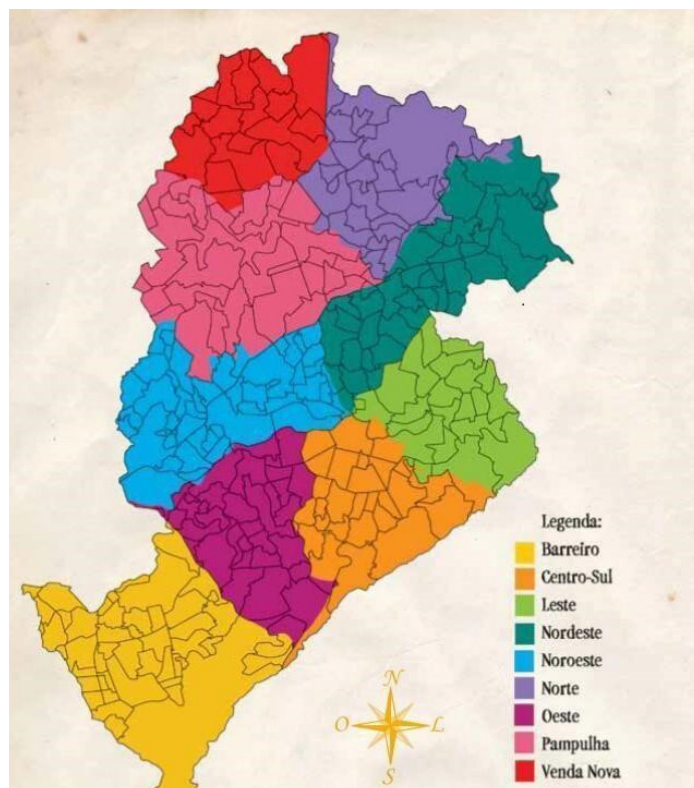 Legenda:
Barreiro
Centro-Sul
Leste
Nordeste
Noroeste
Norte
Oeste
Pampulha
Venda Nova
N
O L
S